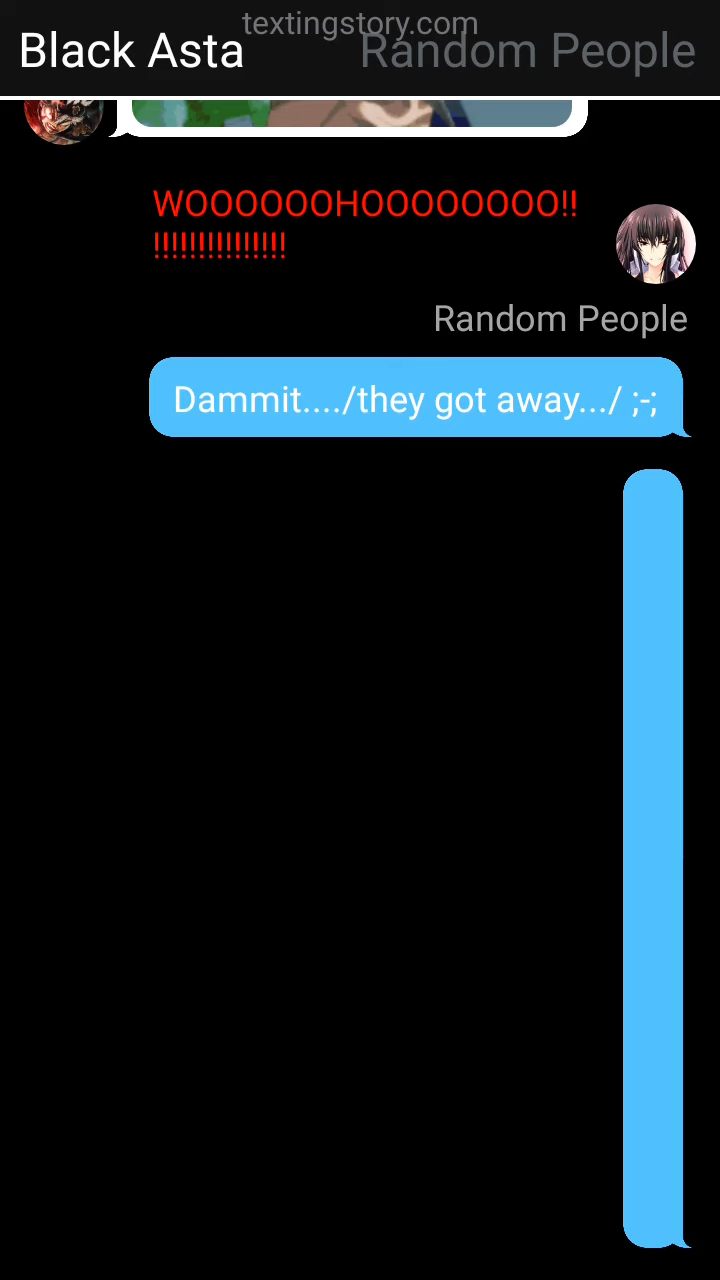 textingstory.com
Black Asta
Random People
WOOOOOOHOOOOOOOO!!
!!!!!!!!!!!!!!!
Random People
Dammit..../they got away.../ ;-;